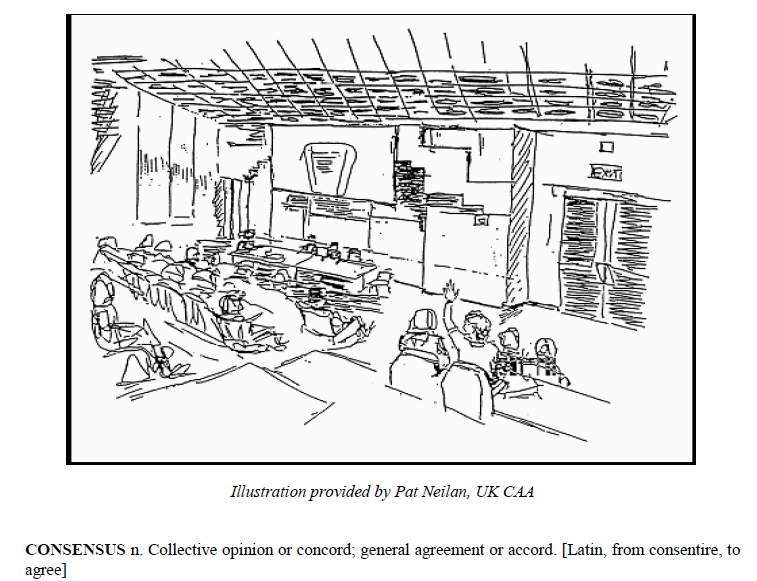 EXIT
Illustration provided by Pat Neilan, UK CAA
CONSENSUS n. Collective opinion or concord; general agreement or accord. [Latin, from consentire, to
agree]